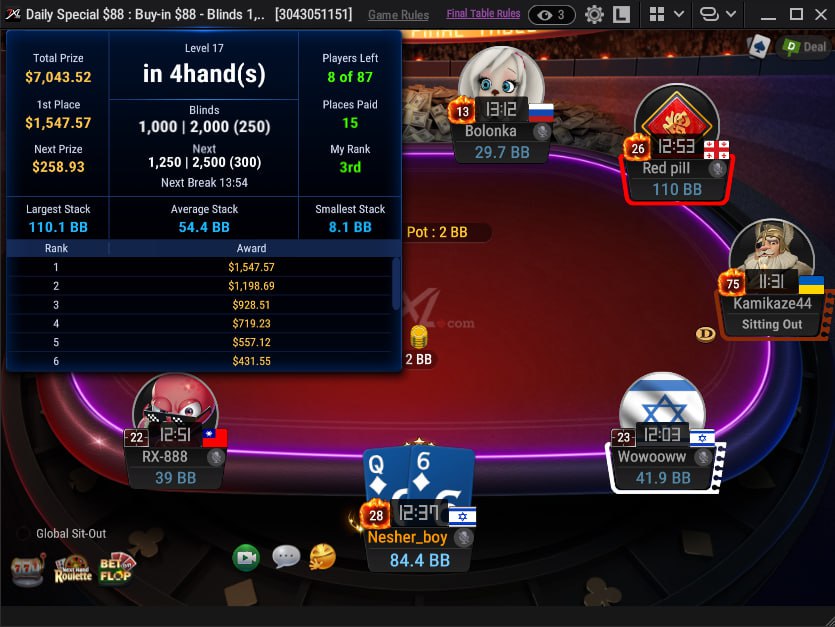 Daily Special $88 : Buy-in $88 - Blinds 1,.. [3043051151] Game Rules Final Table Rules 3 L
FINAL TABLE
Deal
Total Prize
$7,043.52
Level 17
in 4hand(s)
Players Left
8 of 87
1st Place
$1,547.57
Blinds
1,000 | 2,000 (250)
Places Paid
15
Next Prize
$258.93
Next
1,250 | 2,500 (300)
Next Break 13:54
My Rank
3rd
Largest Stack
110.1 BB
Average Stack
54.4 BB
Smallest Stack
8.1 BB
Rank Award
1 $1,547.57
2 $1,198.69
3 $928.51
4 $719.23
5 $557.12
6 $431.55
13 13:12
Bolonka
29.7 BB
26 12:53
Red pill
110 BB
Pot : 2 BB
75 11:31
Kamikaze44
Sitting Out
D
XL
.com
2 BB
22 12:51
RX-888
39 BB
23 12:03
Wowooww
41.9 BB
Q 6
28 12:37
Nesher_boy
84.4 BB
Global Sit-Out
Next Hand
Roulette
BET on
FLOP